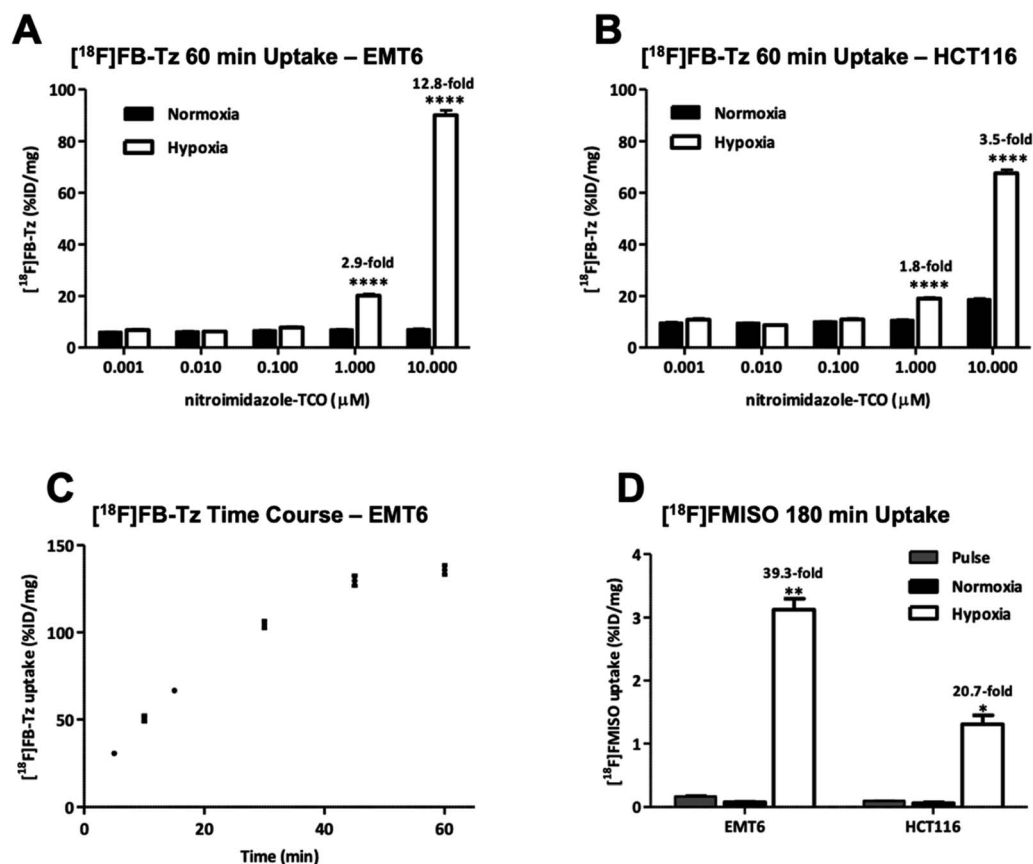 A
[¹⁸F]FB-Tz 60 min Uptake – EMT6
[¹⁸F]FB-Tz (%ID/mg)
100
80
60
40
20
0
Normoxia
Hypoxia
2.9-fold
****
12.8-fold
****
0.001 0.010 0.100 1.000 10.000
nitroimidazole-TCO (μM)
B
[¹⁸F]FB-Tz 60 min Uptake – HCT116
[¹⁸F]FB-Tz (%ID/mg)
100
80
60
40
20
0
Normoxia
Hypoxia
1.8-fold
****
3.5-fold
****
0.001 0.010 0.100 1.000 10.000
nitroimidazole-TCO (μM)
C
[¹⁸F]FB-Tz Time Course – EMT6
[¹⁸F]FB-Tz uptake (%ID/mg)
150
100
50
0
0 20 40 60
Time (min)
D
[¹⁸F]FMISO 180 min Uptake
[¹⁸F]FMISO uptake (%ID/mg)
4
3
2
1
0
Pulse
Normoxia
Hypoxia
39.3-fold
**
20.7-fold
*
EMT6 HCT116